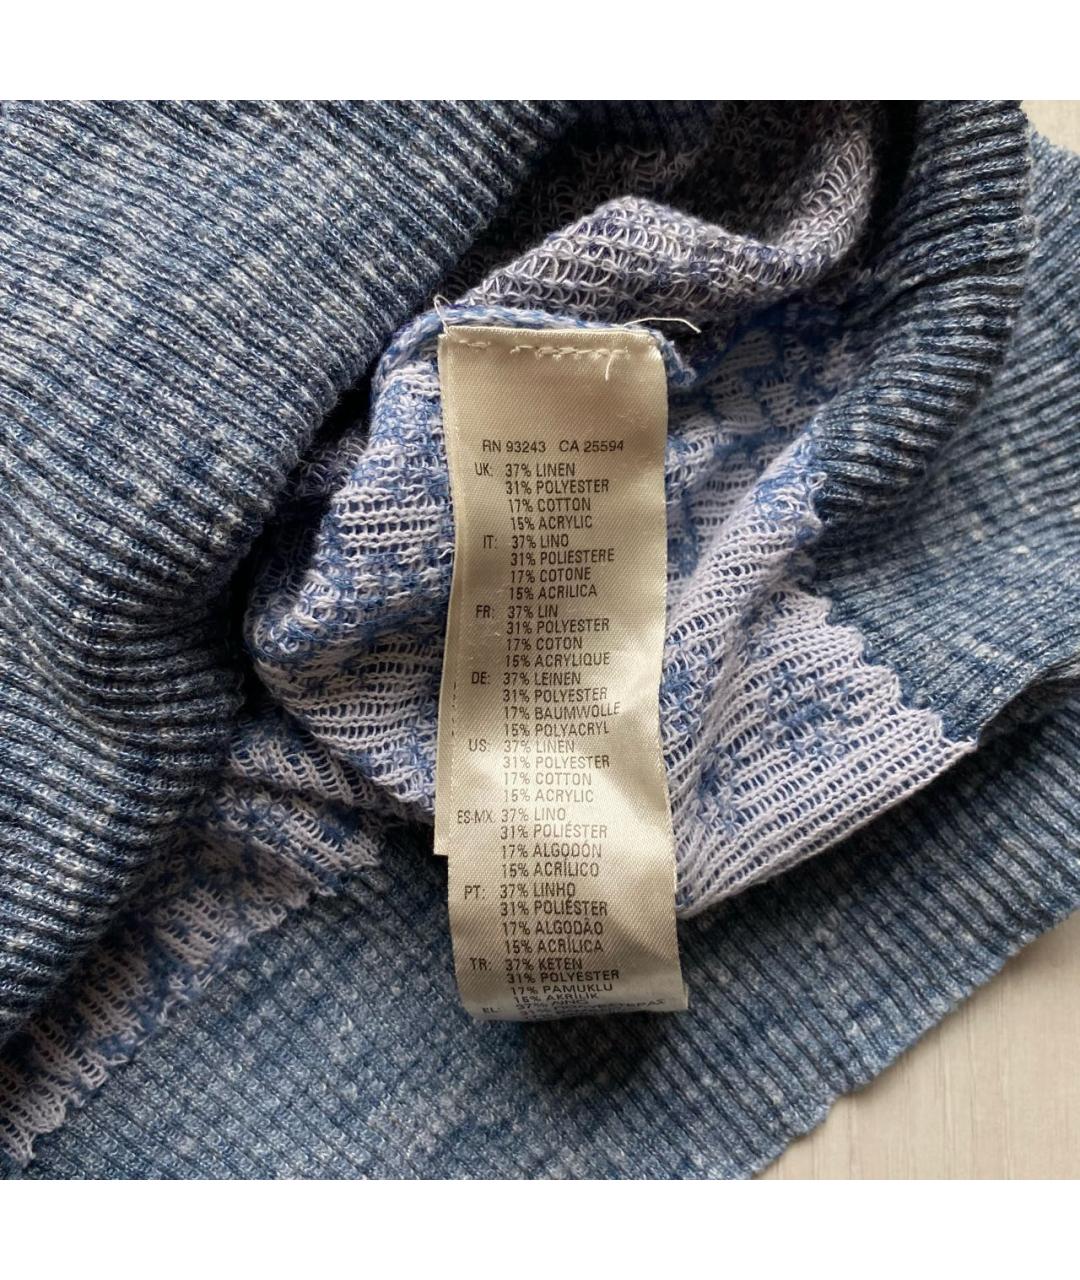 RN 93243 CA 25594
UK: 37% LINEN
31% POLYESTER
17% COTTON
15% ACRYLIC
IT: 37% LINO
31% POLIESTERE
17% COTONE
15% ACRILICA
FR: 37% LIN
31% POLYESTER
17% COTON
15% ACRYLIQUE
DE: 37% LEINEN
31% POLYESTER
17% BAUMWOLLE
15% POLYACRYL
US: 37% LINEN
31% POLYESTER
17% COTTON
15% ACRYLIC
ES-MX. 37% LINO
31% POLIÉSTER
17% ALGODÓN
15% ACRÍLICO
PT: 37% LINHO
31% POLIÉSTER
17% ALGODÃO
15% ACRÍLICA
TR: 37% KETEN
31% POLYESTER
17% PAMUKLU
15% AKRİLİK
EL: 37%